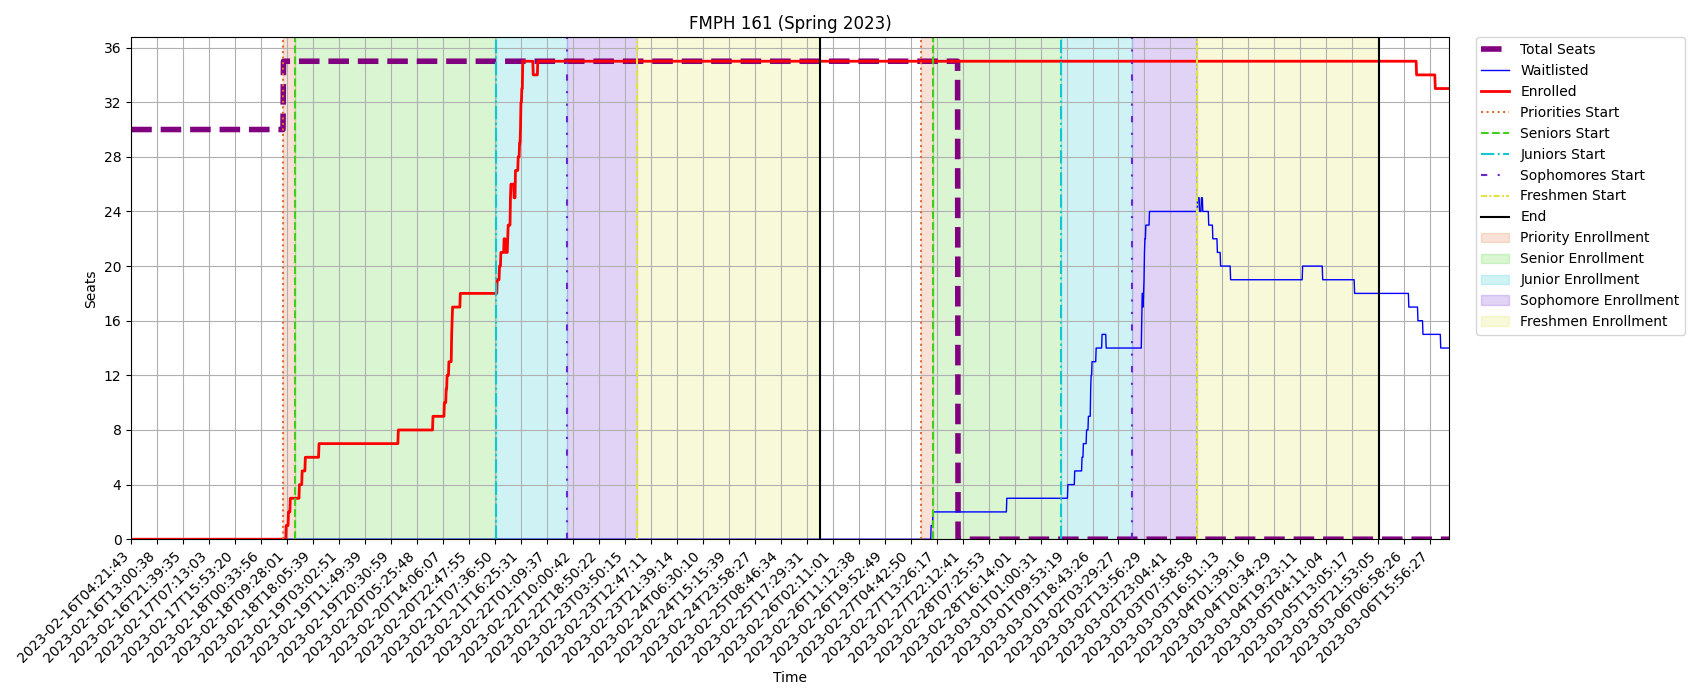 FMPH 161 (Spring 2023)
36
32
28
24
20
16
12
8
4
0
Seats
2023-02-16T04:21:43
2023-02-16T13:00:38
2023-02-16T21:39:35
2023-02-17T07:13:03
2023-02-17T15:53:20
2023-02-18T00:33:56
2023-02-18T09:28:01
2023-02-18T18:05:39
2023-02-19T03:02:51
2023-02-19T11:49:39
2023-02-19T20:30:59
2023-02-20T05:25:48
2023-02-20T14:06:07
2023-02-20T22:47:55
2023-02-21T07:36:50
2023-02-21T16:25:31
2023-02-22T01:09:37
2023-02-22T10:00:42
2023-02-22T18:50:22
2023-02-23T03:50:15
2023-02-23T12:47:11
2023-02-23T21:39:14
2023-02-24T06:30:10
2023-02-24T15:15:39
2023-02-24T23:58:27
2023-02-25T08:46:34
2023-02-25T17:29:31
2023-02-26T02:11:01
2023-02-26T11:12:38
2023-02-26T19:52:49
2023-02-27T04:42:50
2023-02-27T13:26:17
2023-02-27T22:12:41
2023-02-28T07:25:53
2023-02-28T16:14:01
2023-03-01T01:00:31
2023-03-01T09:53:19
2023-03-01T18:43:26
2023-03-02T03:29:27
2023-03-02T13:56:29
2023-03-02T23:04:41
2023-03-03T07:58:58
2023-03-03T16:51:13
2023-03-04T01:39:16
2023-03-04T10:34:29
2023-03-04T19:23:11
2023-03-05T04:11:04
2023-03-05T13:05:17
2023-03-05T21:53:05
2023-03-06T06:58:26
2023-03-06T15:56:27
Time
Total Seats
Waitlisted
Enrolled
Priorities Start
Seniors Start
Juniors Start
Sophomores Start
Freshmen Start
End
Priority Enrollment
Senior Enrollment
Junior Enrollment
Sophomore Enrollment
Freshmen Enrollment